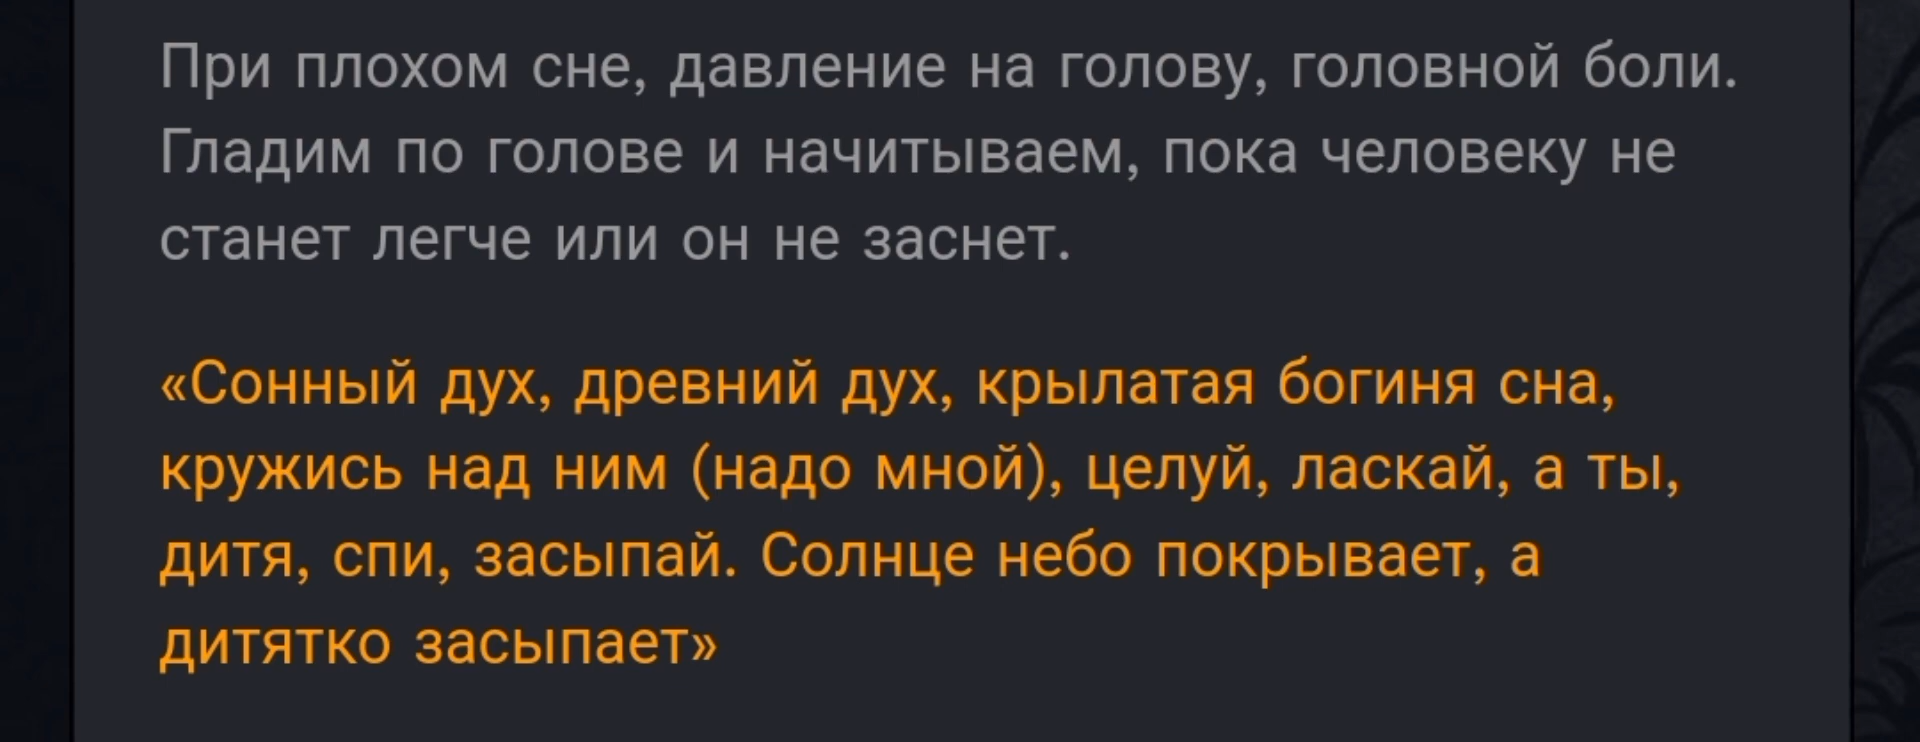 При плохом сне, давление на голову, головной боли.
Гладим по голове и начитываем, пока человеку не
станет легче или он не заснет.
«Сонный дух, древний дух, крылатая богиня сна,
кружись над ним (надо мной), целуй, ласкай, а ты,
дитя, спи, засыпай. Солнце небо покрывает, а
дитятко засыпает»